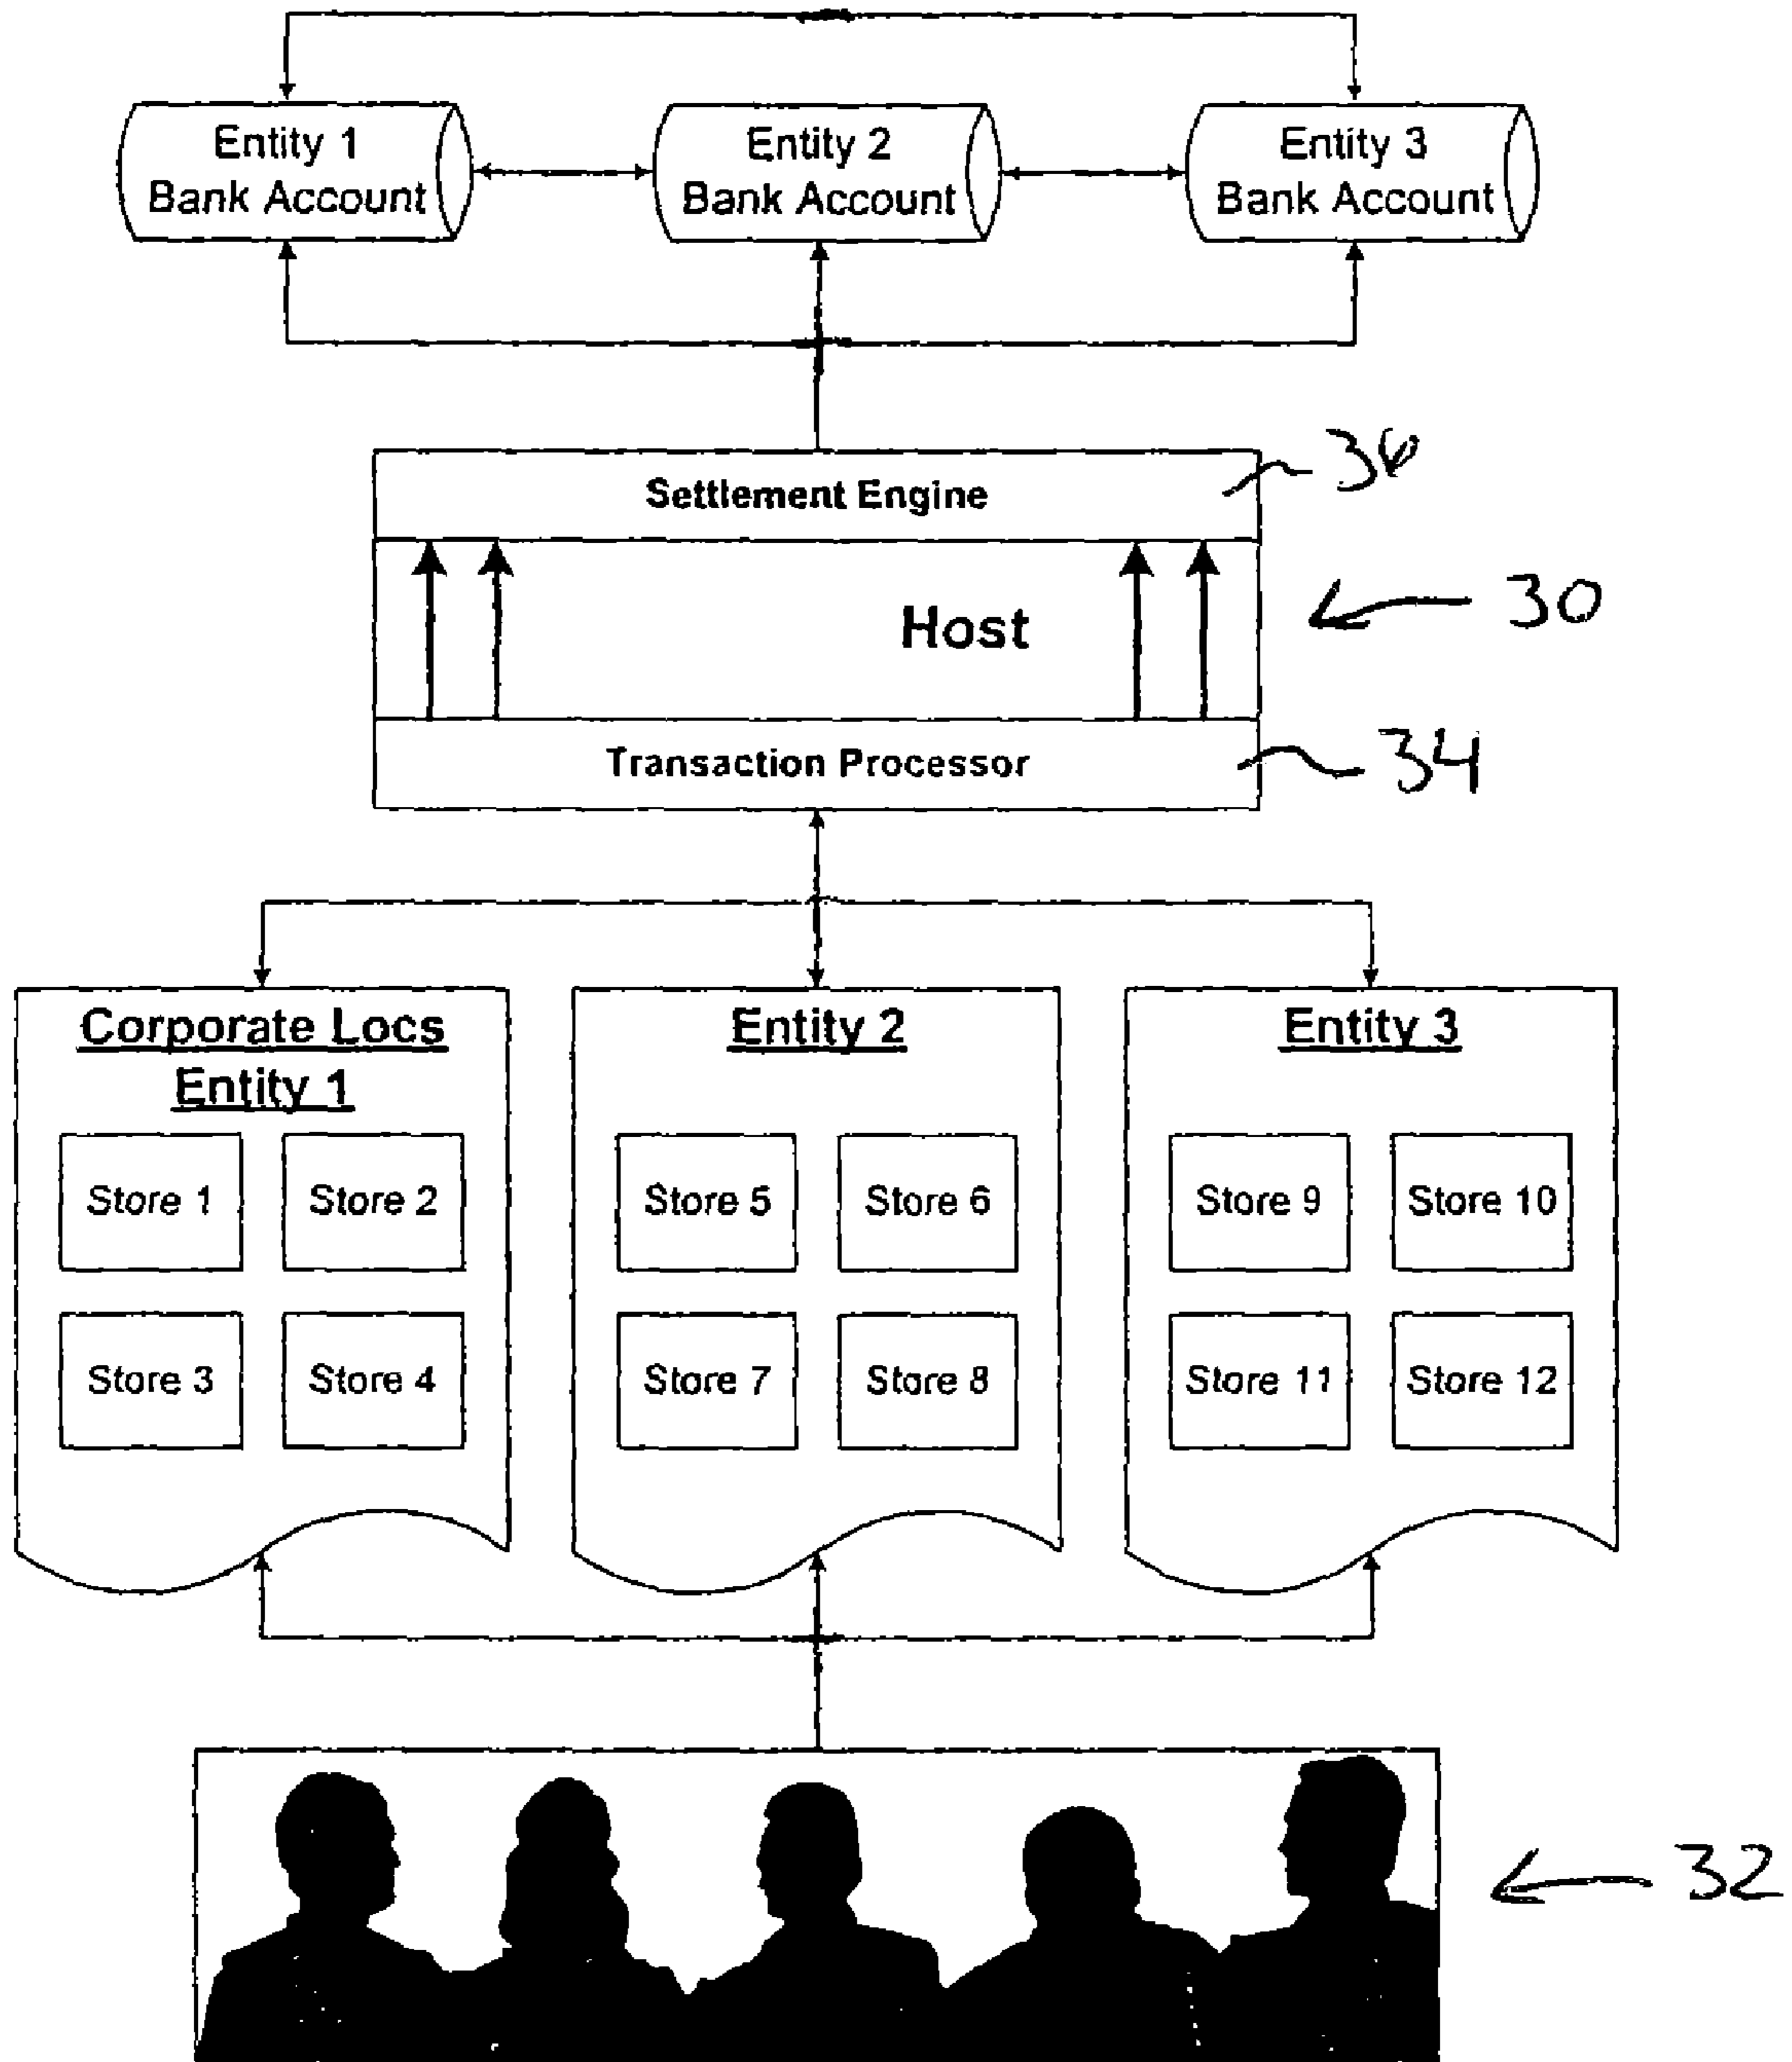 Entity 1
Bank Account
Entity 2
Bank Account
Entity 3
Bank Account
Settlement Engine
36
Host
30
Transaction Processor
34
Corporate Locs
Entity 1
Entity 2
Entity 3
Store 1
Store 2
Store 5
Store 6
Store 9
Store 10
Store 3
Store 4
Store 7
Store 8
Store 11
Store 12
32